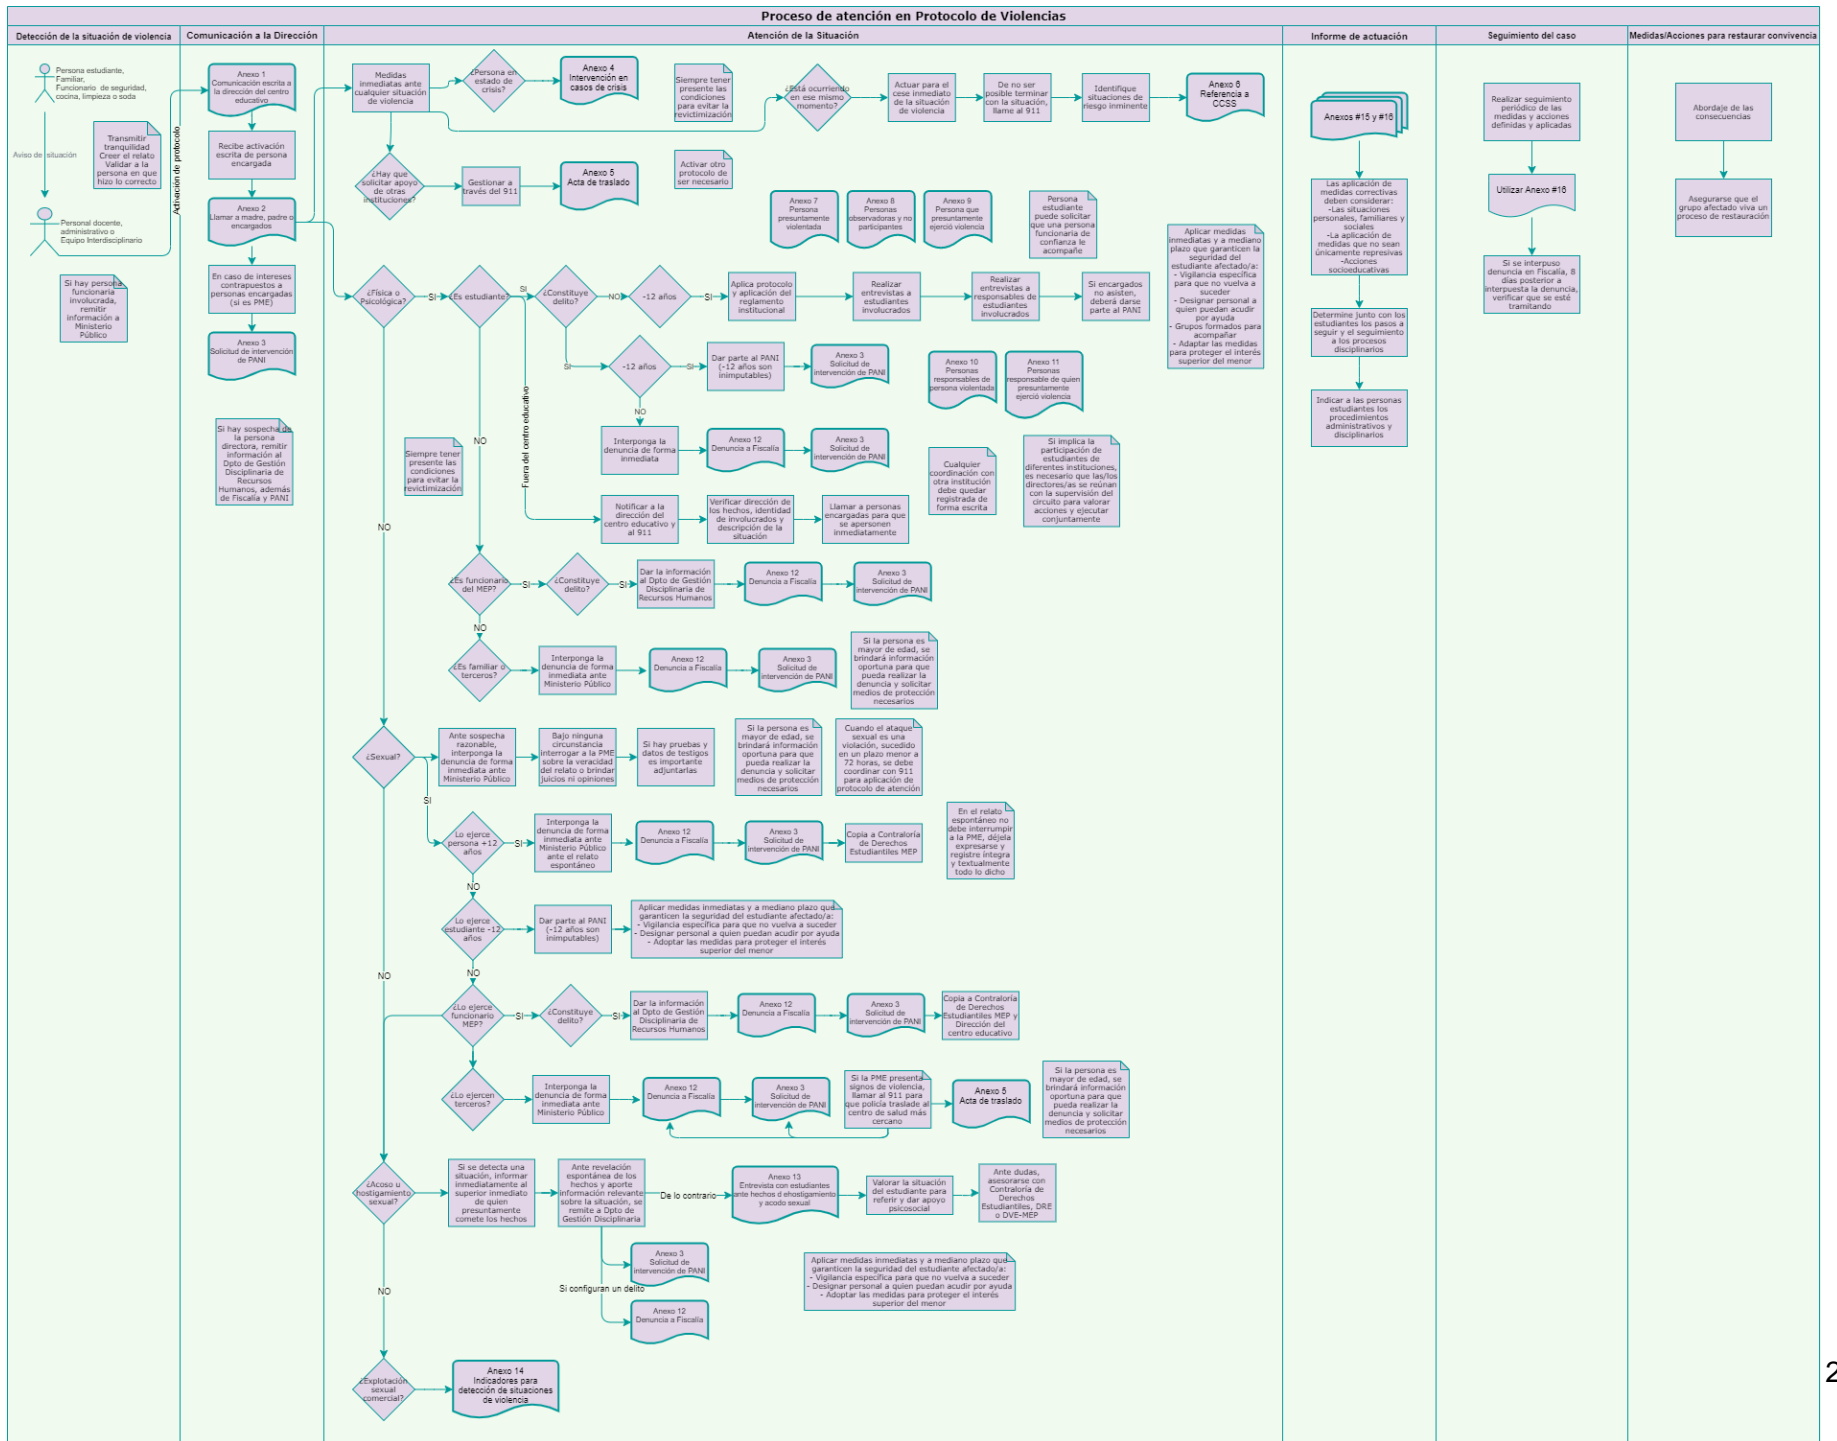 Proceso de atención en Protocolo de Violencias
Detección de la situación de violencia
Comunicación a la Dirección
Atención de la Situación
Informe de actuación
Seguimiento del caso
Medidas/Acciones para restaurar convivencia
Persona estudiante,
Familiar,
Funcionario de seguridad,
cocina, limpieza o soda
Transmitir
tranquilidad
Creer el relato
Validar a la
persona en que
hizo lo correcto
Aviso de situación
Personal docente,
administrativo o
Equipo Interdisciplinario
Si hay persona
funcionaria
involucrada,
remitir
información a
Ministerio
Público
Activación de protocolo
Anexo 1
Comunicación escrita a
la dirección del centro
educativo
Recibe activación
escrita de persona
encargada
Anexo 2
Llamar a madre, padre o
encargados
En caso de intereses
contrapuestos a
personas encargadas
(si es PME)
Anexo 3
Solicitud de intervención
de PANI
Si hay sospecha de
la persona
directora, remitir
información al
Dpto de Gestión
Disciplinaria de
Recursos
Humanos, además
de Fiscalía y PANI
Medidas
inmediatas ante
cualquier situación
de violencia
¿Persona en
estado de
crisis?
Anexo 4
Intervención en
casos de crisis
Siempre tener
presente las
condiciones
para evitar la
revictimización
¿Está ocurriendo
en ese mismo
momento?
Actuar para el
cese inmediato de
la situación de
violencia
De no ser
posible terminar
con la situación,
llame al 911
Identifique
situaciones de
riesgo inminente
Anexo 6
Referencia a
CCSS
¿Hay que
solicitar apoyo
de otras
instituciones?
Gestionar a
través del 911
Anexo 5
Acta de traslado
Activar otro
protocolo de
ser necesario
Anexo 7
Persona
presuntamente
violentada
Anexo 8
Personas
observadoras y no
participantes
Anexo 9
Persona que
presuntamente
ejerció violencia
Persona
estudiante
puede solicitar
que una persona
funcionaria de
confianza le
acompañe
Aplicar medidas
inmediatas y a mediano
plazo que garanticen la
seguridad del
estudiante afectado/a:
- Vigilancia específica
para que no vuelva a
suceder
- Designar personal a
quien puedan acudir
por ayuda
- Grupos formados para
acompañar
- Adaptar las medidas
para proteger el interés
superior del menor
¿Física o
Psicológica?
SI
¿Es estudiante?
SI
¿Constituye
delito?
NO
-12 años
SI
Aplica protocolo
y aplicación del
reglamento
institucional
Realizar
entrevistas a
estudiantes
involucrados
Realizar
entrevistas a
responsables de
estudiantes
involucrados
Si encargados
no asisten,
deberá darse
parte al PANI
SI
-12 años
SI
Dar parte al PANI
(-12 años son
inimputables)
Anexo 3
Solicitud de
intervención de PANI
Anexo 10
Personas
responsables de
persona violentada
Anexo 11
Personas
responsable de quien
presuntamente
ejerció violencia
NO
Interponga la
denuncia de forma
inmediata
Anexo 12
Denuncia a Fiscalía
Anexo 3
Solicitud de
intervención de PANI
Siempre tener
presente las
condiciones
para evitar la
revictimización
NO
Fuera del centro educativo
Cualquier
coordinación con
otra institución
debe quedar
registrada de
forma escrita
Si implica la
participación de
estudiantes de
diferentes instituciones,
es necesario que las/los
directores/as se reúnan
con la supervisión del
circuito para valorar
acciones y ejecutar
conjuntamente
Notificar a la
dirección del
centro educativo y
al 911
Verificar dirección de
los hechos, identidad
de involucrados y
descripción de la
situación
Llamar a personas
encargadas para que
se apersonen
inmediatamente
NO
¿Es funcionario
del MEP?
SI
¿Constituye
delito?
SI
Dar la información
al Dpto de Gestión
Disciplinaria de
Recursos Humanos
Anexo 12
Denuncia a Fiscalía
Anexo 3
Solicitud de
intervención de PANI
NO
¿Es familiar o
terceros?
Interponga la
denuncia de forma
inmediata ante
Ministerio Público
Anexo 12
Denuncia a Fiscalía
Anexo 3
Solicitud de
intervención de PANI
Si la persona es
mayor de edad, se
brindará información
oportuna para que
pueda realizar la
denuncia y solicitar
medios de protección
necesarios
¿Sexual?
Ante sospecha
razonable,
interponga la
denuncia de forma
inmediata ante
Ministerio Público
Bajo ninguna
circunstancia
interrogar a la PME
sobre la veracidad
del relato o brindar
juicios ni opiniones
Si hay pruebas y
datos de testigos
es importante
adjuntarlas
Si la persona es
mayor de edad, se
brindará información
oportuna para que
pueda realizar la
denuncia y solicitar
medios de protección
necesarios
Cuando el ataque
sexual es una
violación, sucedido
en un plazo menor a
72 horas, se debe
coordinar con 911
para aplicación de
protocolo de atención
SI
Lo ejerce
persona +12
años
SI
Interponga la
denuncia de forma
inmediata ante
Ministerio Público
ante el relato
espontáneo
Anexo 12
Denuncia a Fiscalía
Anexo 3
Solicitud de
intervención de PANI
Copia a Contraloría
de Derechos
Estudiantiles MEP
En el relato
espontáneo no
debe interrumpir
a la PME, déjela
expresarse y
registre íntegra
y textualmente
todo lo dicho
NO
Lo ejerce
estudiante -12
años
Dar parte al PANI
(-12 años son
inimputables)
Aplicar medidas inmediatas y a mediano plazo que
garanticen la seguridad del estudiante afectado/a:
- Vigilancia específica para que no vuelva a suceder
- Designar personal a quien puedan acudir por ayuda
- Adoptar las medidas para proteger el interés
superior del menor
NO
NO
¿Lo ejerce
funcionario
MEP?
SI
¿Constituye
delito?
SI
Dar la información
al Dpto de Gestión
Disciplinaria de
Recursos Humanos
Anexo 12
Denuncia a Fiscalía
Anexo 3
Solicitud de
intervención de PANI
Copia a Contraloría
de Derechos
Estudiantiles MEP y
Dirección del
centro educativo
¿Lo ejercen
terceros?
Interponga la
denuncia de forma
inmediata ante
Ministerio Público
Anexo 12
Denuncia a Fiscalía
Anexo 3
Solicitud de
intervención de PANI
Si la PME presenta
signos de violencia,
llamar al 911 para
que policía traslade al
centro de salud más
cercano
Anexo 5
Acta de traslado
Si la persona es
mayor de edad, se
brindará información
oportuna para que
pueda realizar la
denuncia y solicitar
medios de protección
necesarios
¿Acoso u
hostigamiento
sexual?
Si se detecta una
situación, informar
inmediatamente al
superior inmediato
de quien
presuntamente
comete los hechos
Ante revelación
espontánea de los
hechos y aporte
información relevante
sobre la situación, se
remite a Dpto de
Gestión Disciplinaria
De lo contrario
Anexo 13
Entrevista con estudiantes
ante hechos d ehostigamiento
y acodo sexual
Valorar la situación
del estudiante para
referir y dar apoyo
psicosocial
Ante dudas,
asesorarse con
Contraloría de
Derechos
Estudiantes, DRE
o DVE-MEP
Anexo 3
Solicitud de
intervención de PANI
Si configuran un delito
Anexo 12
Denuncia a Fiscalía
Aplicar medidas inmediatas y a mediano plazo que
garanticen la seguridad del estudiante afectado/a:
- Vigilancia específica para que no vuelva a suceder
- Designar personal a quien puedan acudir por ayuda
- Adoptar las medidas para proteger el interés
superior del menor
NO
¿Explotación
sexual
comercial?
Anexo 14
Indicadores para
detección de situaciones
de violencia
Anexos #15 y #16
Las aplicación de
medidas correctivas
deben considerar:
-Las situaciones
personales, familiares y
sociales
-La aplicación de
medidas que no sean
únicamente represivas
-Acciones
socioeducativas
Determine junto con los
estudiantes los pasos a
seguir y el seguimiento
a los procesos
disciplinarios
Indicar a las personas
estudiantes los
procedimientos
administrativos y
disciplinarios
Realizar seguimiento
periódico de las
medidas y acciones
definidas y aplicadas
Utilizar Anexo #16
Si se interpuso
denuncia en Fiscalía, 8
días posterior a
interpuesta la denuncia,
verificar que se esté
tramitando
Abordaje de las
consecuencias
Asegurarse que el
grupo afectado viva un
proceso de restauración
NO
2